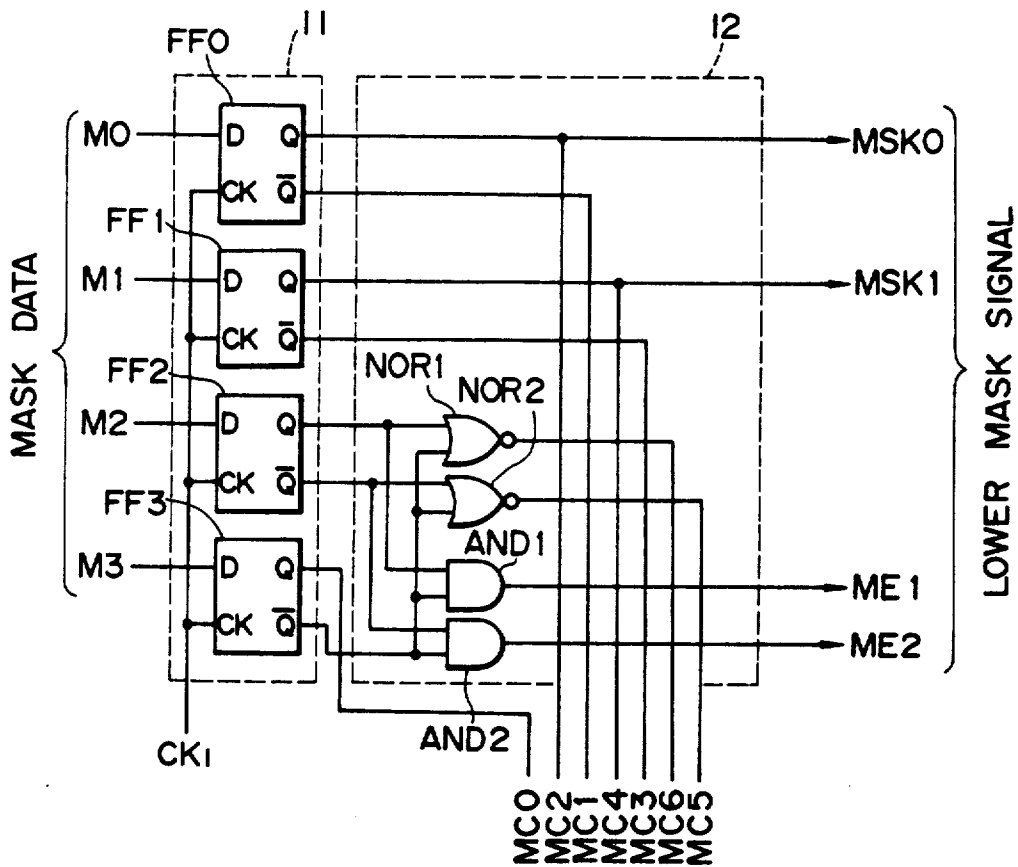 11
12
FF0
M0
D
Q
MSK0
CK
Q̅
FF1
M1
D
Q
MSK1
CK
Q̅
MASK DATA
LOWER MASK SIGNAL
FF2
NOR1
NOR2
M2
D
Q
CK
Q̅
FF3
AND1
M3
D
Q
ME1
CK
Q̅
ME2
AND2
CK1
MC0
MC2
MC1
MC4
MC3
MC6
MC5